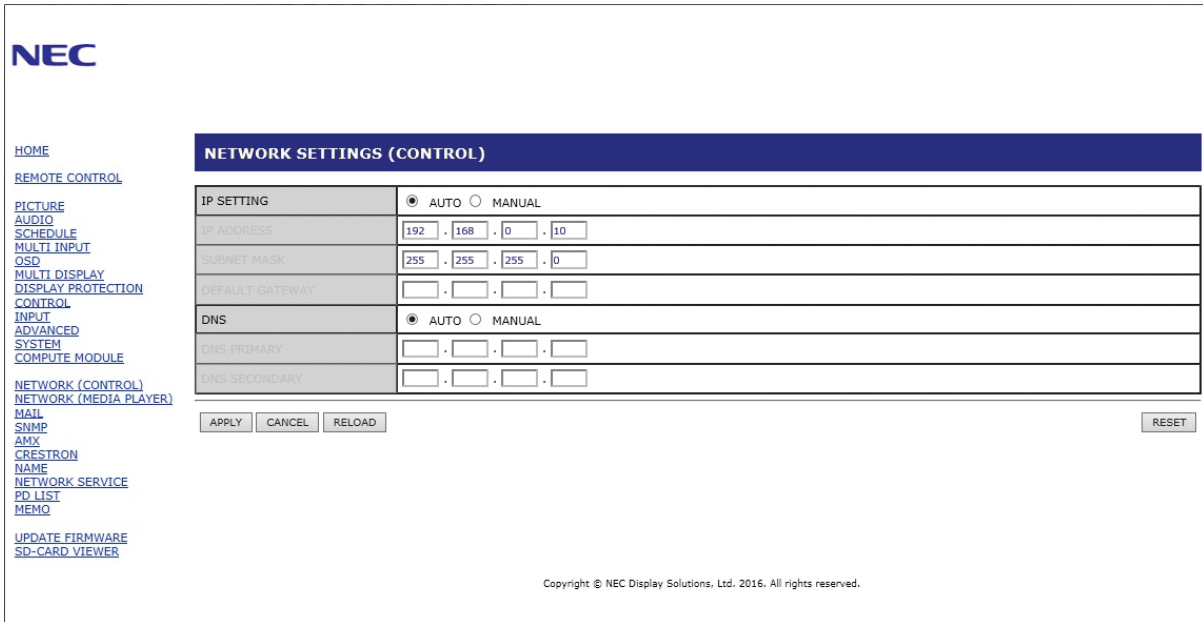 NEC
HOME
REMOTE CONTROL
PICTURE
AUDIO
SCHEDULE
MULTI INPUT
OSD
MULTI DISPLAY
DISPLAY PROTECTION
CONTROL
INPUT
ADVANCED
SYSTEM
COMPUTE MODULE
NETWORK (CONTROL)
NETWORK (MEDIA PLAYER)
MAIL
SNMP
AMX
CRESTRON
NAME
NETWORK SERVICE
PD LIST
MEMO
UPDATE FIRMWARE
SD-CARD VIEWER
NETWORK SETTINGS (CONTROL)
IP SETTING AUTO MANUAL
IP ADDRESS 192 . 168 . 0 . 10
SUBNET MASK 255 . 255 . 255 . 0
DEFAULT GATEWAY . . .
DNS AUTO MANUAL
DNS PRIMARY . . .
DNS SECONDARY . . .
APPLY CANCEL RELOAD RESET
Copyright © NEC Display Solutions, Ltd. 2016. All rights reserved.